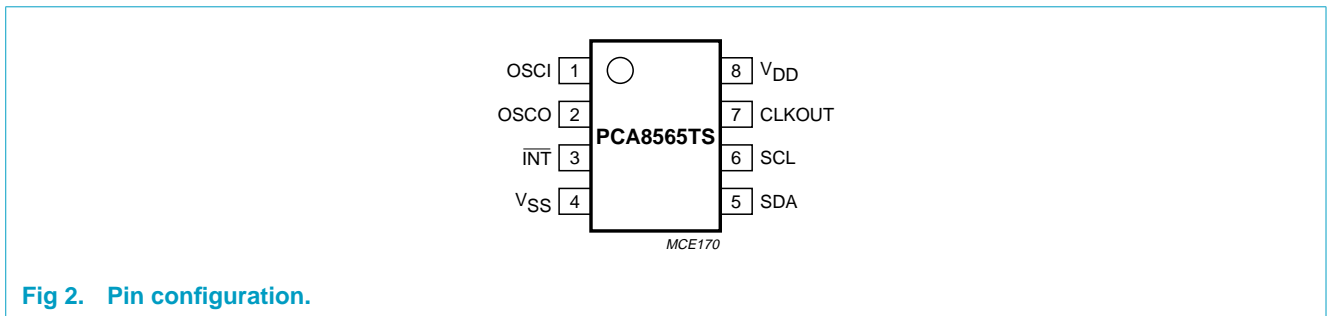 OSCI 1 8 VDD
OSCO 2 7 CLKOUT
PCA8565TS
INT 3 6 SCL
VSS 4 5 SDA
MCE170
Fig 2. Pin configuration.